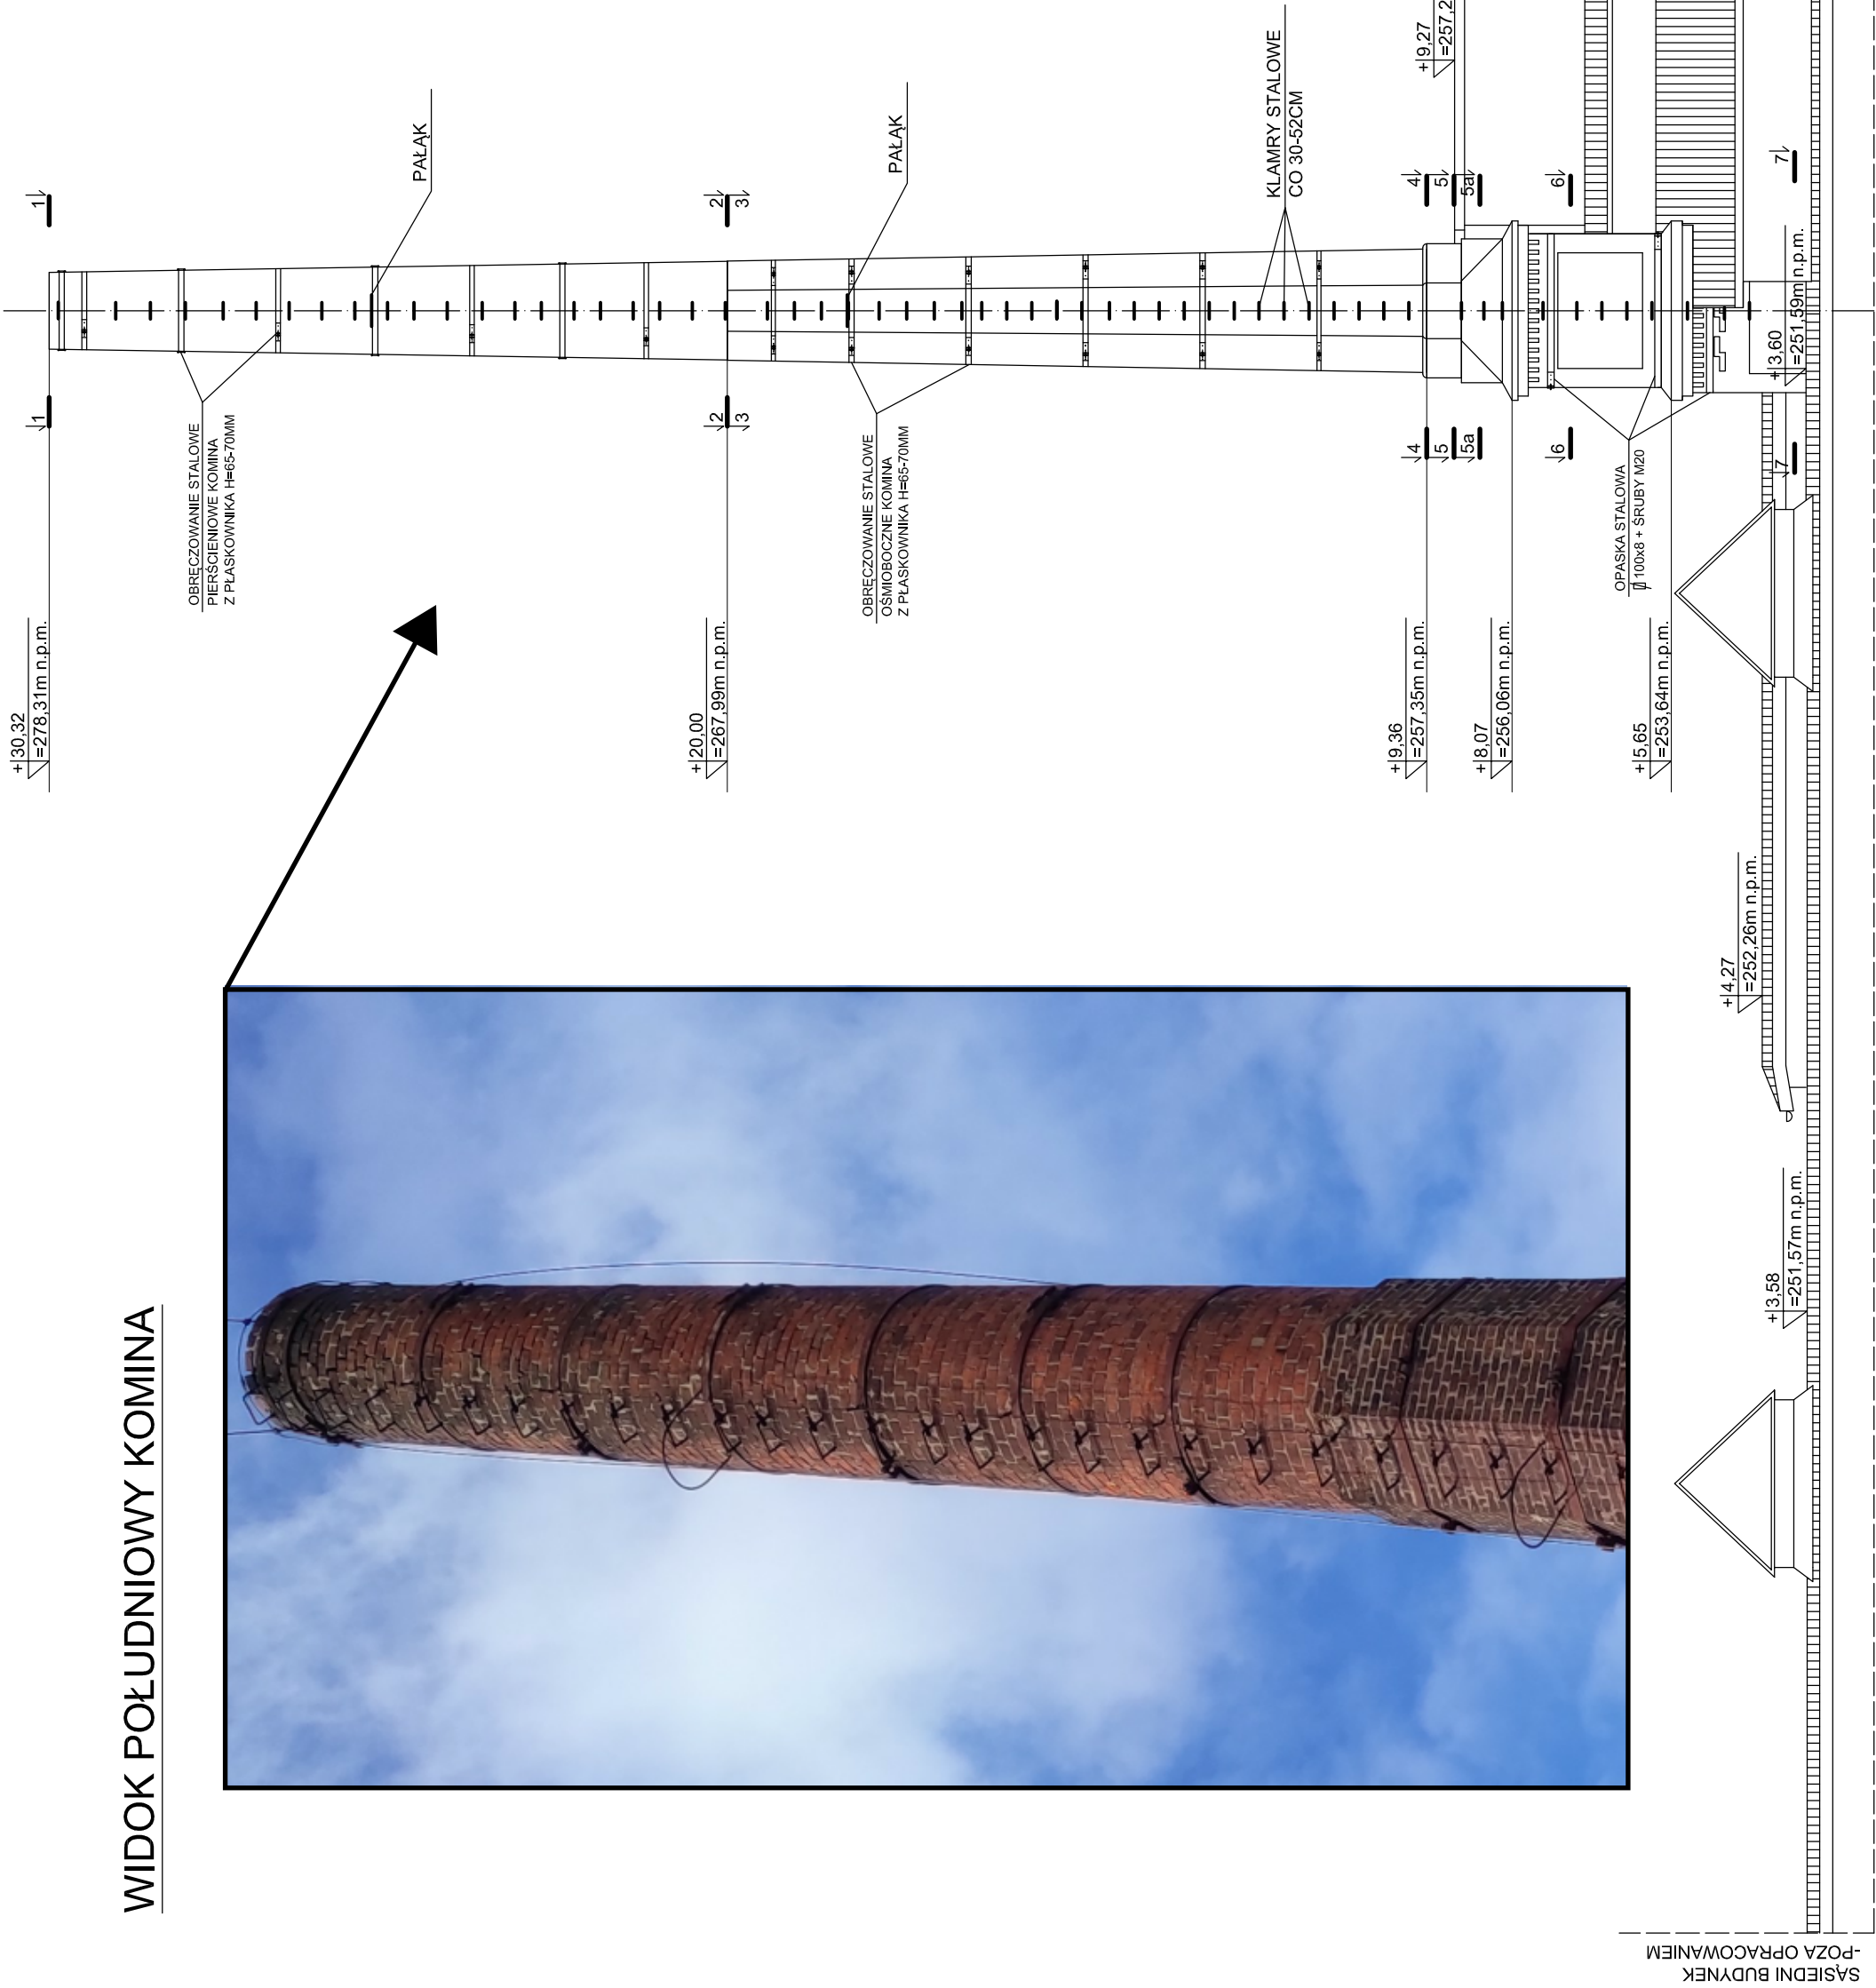 WIDOK POŁUDNIOWY KOMINA
+30,32
=278,31m n.p.m.
1
1
OBRĘCZOWANIE STALOWE
PIERŚCIENIOWE KOMINA
Z PŁASKOWNIKA H=65-70MM
PAŁĄK
+20,00
=267,99m n.p.m.
2
3
2
3
OBRĘCZOWANIE STALOWE
OŚMIOBOCZNE KOMINA
Z PŁASKOWNIKA H=65-70MM
PAŁĄK
KLAMRY STALOWE
CO 30-52CM
+9,36
=257,35m n.p.m.
4
5
5a
4
5
5a
+9,27
=257,2
+8,07
=256,06m n.p.m.
6
6
OPASKA STALOWA
100x8 + ŚRUBY M20
+5,65
=253,64m n.p.m.
+4,27
=252,26m n.p.m.
+3,60
=251,59m n.p.m.
7
7
+3,58
=251,57m n.p.m.
SĄSIEDNI BUDYNEK
-POZA OPRACOWANIEM